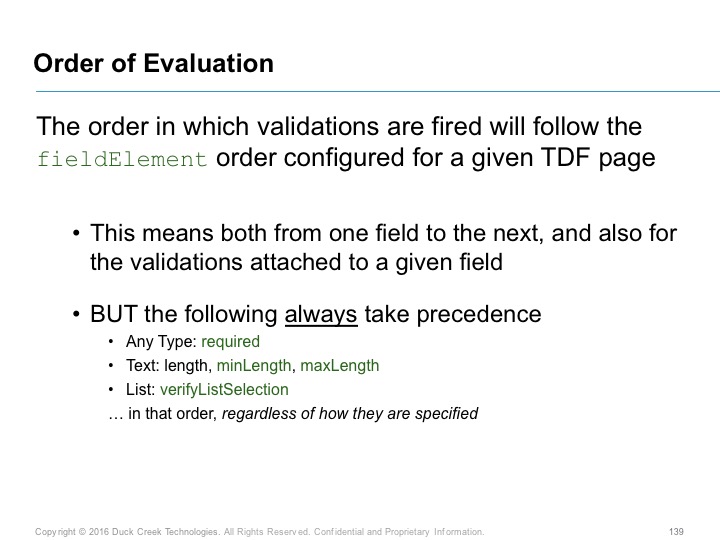 Order of Evaluation
The order in which validations are fired will follow the
fieldElement order configured for a given TDF page
• This means both from one field to the next, and also for
the validations attached to a given field
• BUT the following always take precedence
• Any Type: required
• Text: length, minLength, maxLength
• List: verifyListSelection
… in that order, regardless of how they are specified
Copyright © 2016 Duck Creek Technologies. All Rights Reserved. Confidential and Proprietary Information.
139